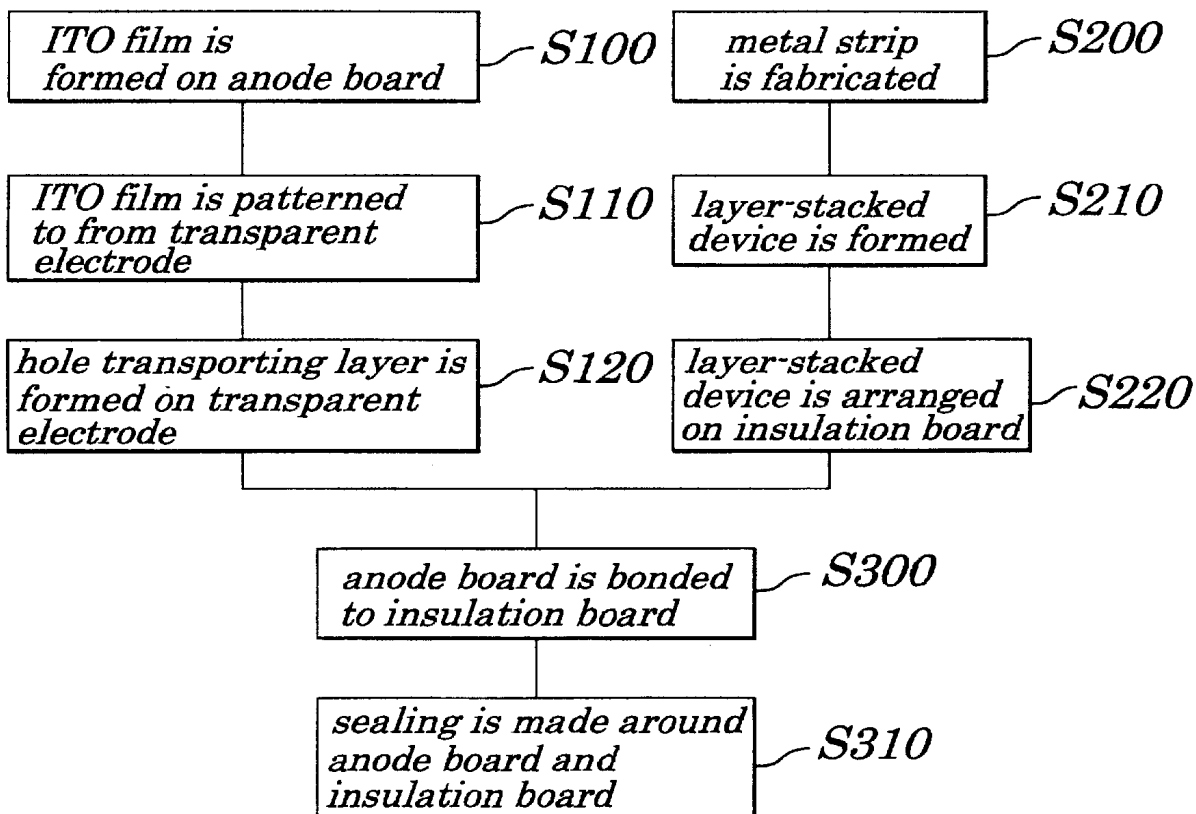 ITO film is
formed on anode board
S100
ITO film is patterned
to from transparent
electrode
S110
hole transporting layer is
formed on transparent
electrode
S120
metal strip
is fabricated
S200
layer-stacked
device is formed
S210
layer-stacked
device is arranged
on insulation board
S220
anode board is bonded
to insulation board
S300
sealing is made around
anode board and
insulation board
S310